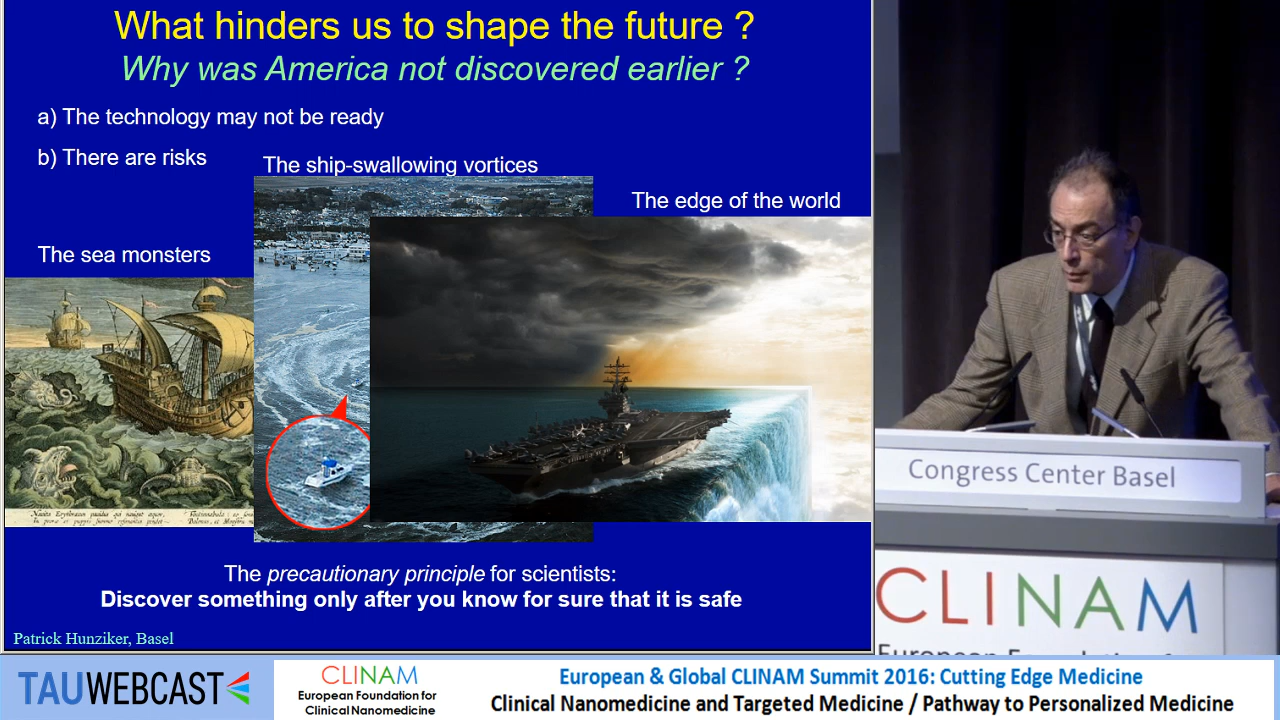 What hinders us to shape the future ?
Why was America not discovered earlier ?
a) The technology may not be ready
b) There are risks
The ship-swallowing vortices
The edge of the world
The sea monsters
The precautionary principle for scientists:
Discover something only after you know for sure that it is safe
Patrick Hunziker, Basel
Congress Center Basel
CLINAM
European Foundation
TAUWEBCAST
CLINAM
European Foundation for
Clinical Nanomedicine
European & Global CLINAM Summit 2016: Cutting Edge Medicine
Clinical Nanomedicine and Targeted Medicine / Pathway to Personalized Medicine